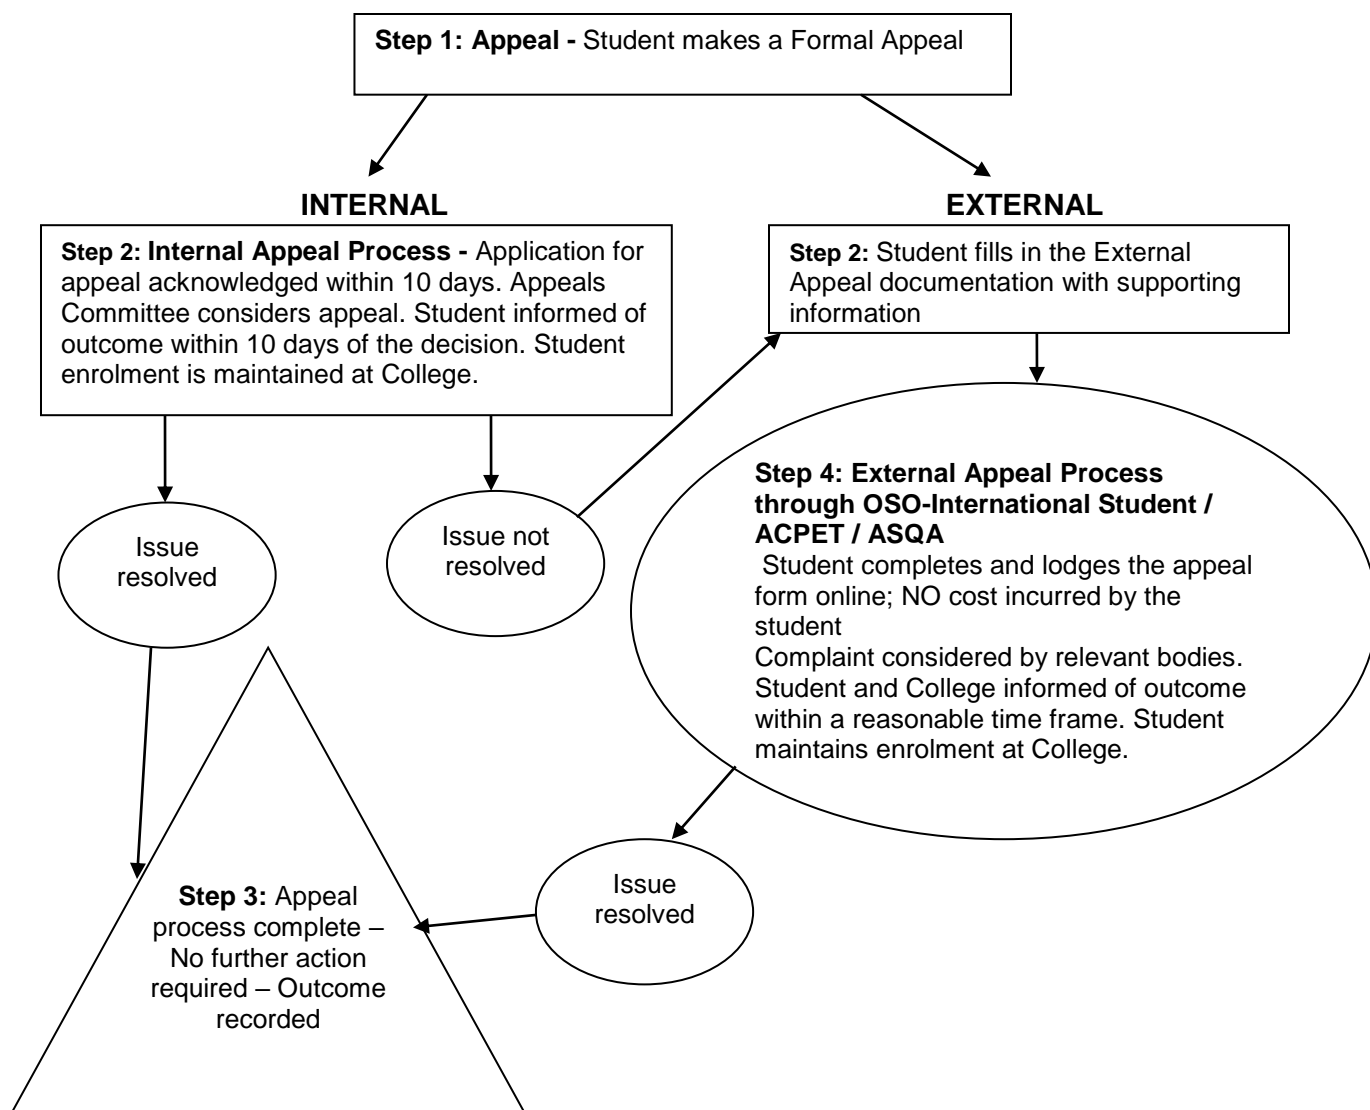 Step 1: Appeal - Student makes a Formal Appeal
INTERNAL
Step 2: Internal Appeal Process - Application for
appeal acknowledged within 10 days. Appeals
Committee considers appeal. Student informed of
outcome within 10 days of the decision. Student
enrolment is maintained at College.
EXTERNAL
Step 2: Student fills in the External
Appeal documentation with supporting
information
Issue
resolved
Issue not
resolved
Step 4: External Appeal Process
through OSO-International Student /
ACPET / ASQA
Student completes and lodges the appeal
form online; NO cost incurred by the
student
Complaint considered by relevant bodies.
Student and College informed of outcome
within a reasonable time frame. Student
maintains enrolment at College.
Issue
resolved
Step 3: Appeal
process complete –
No further action
required – Outcome
recorded